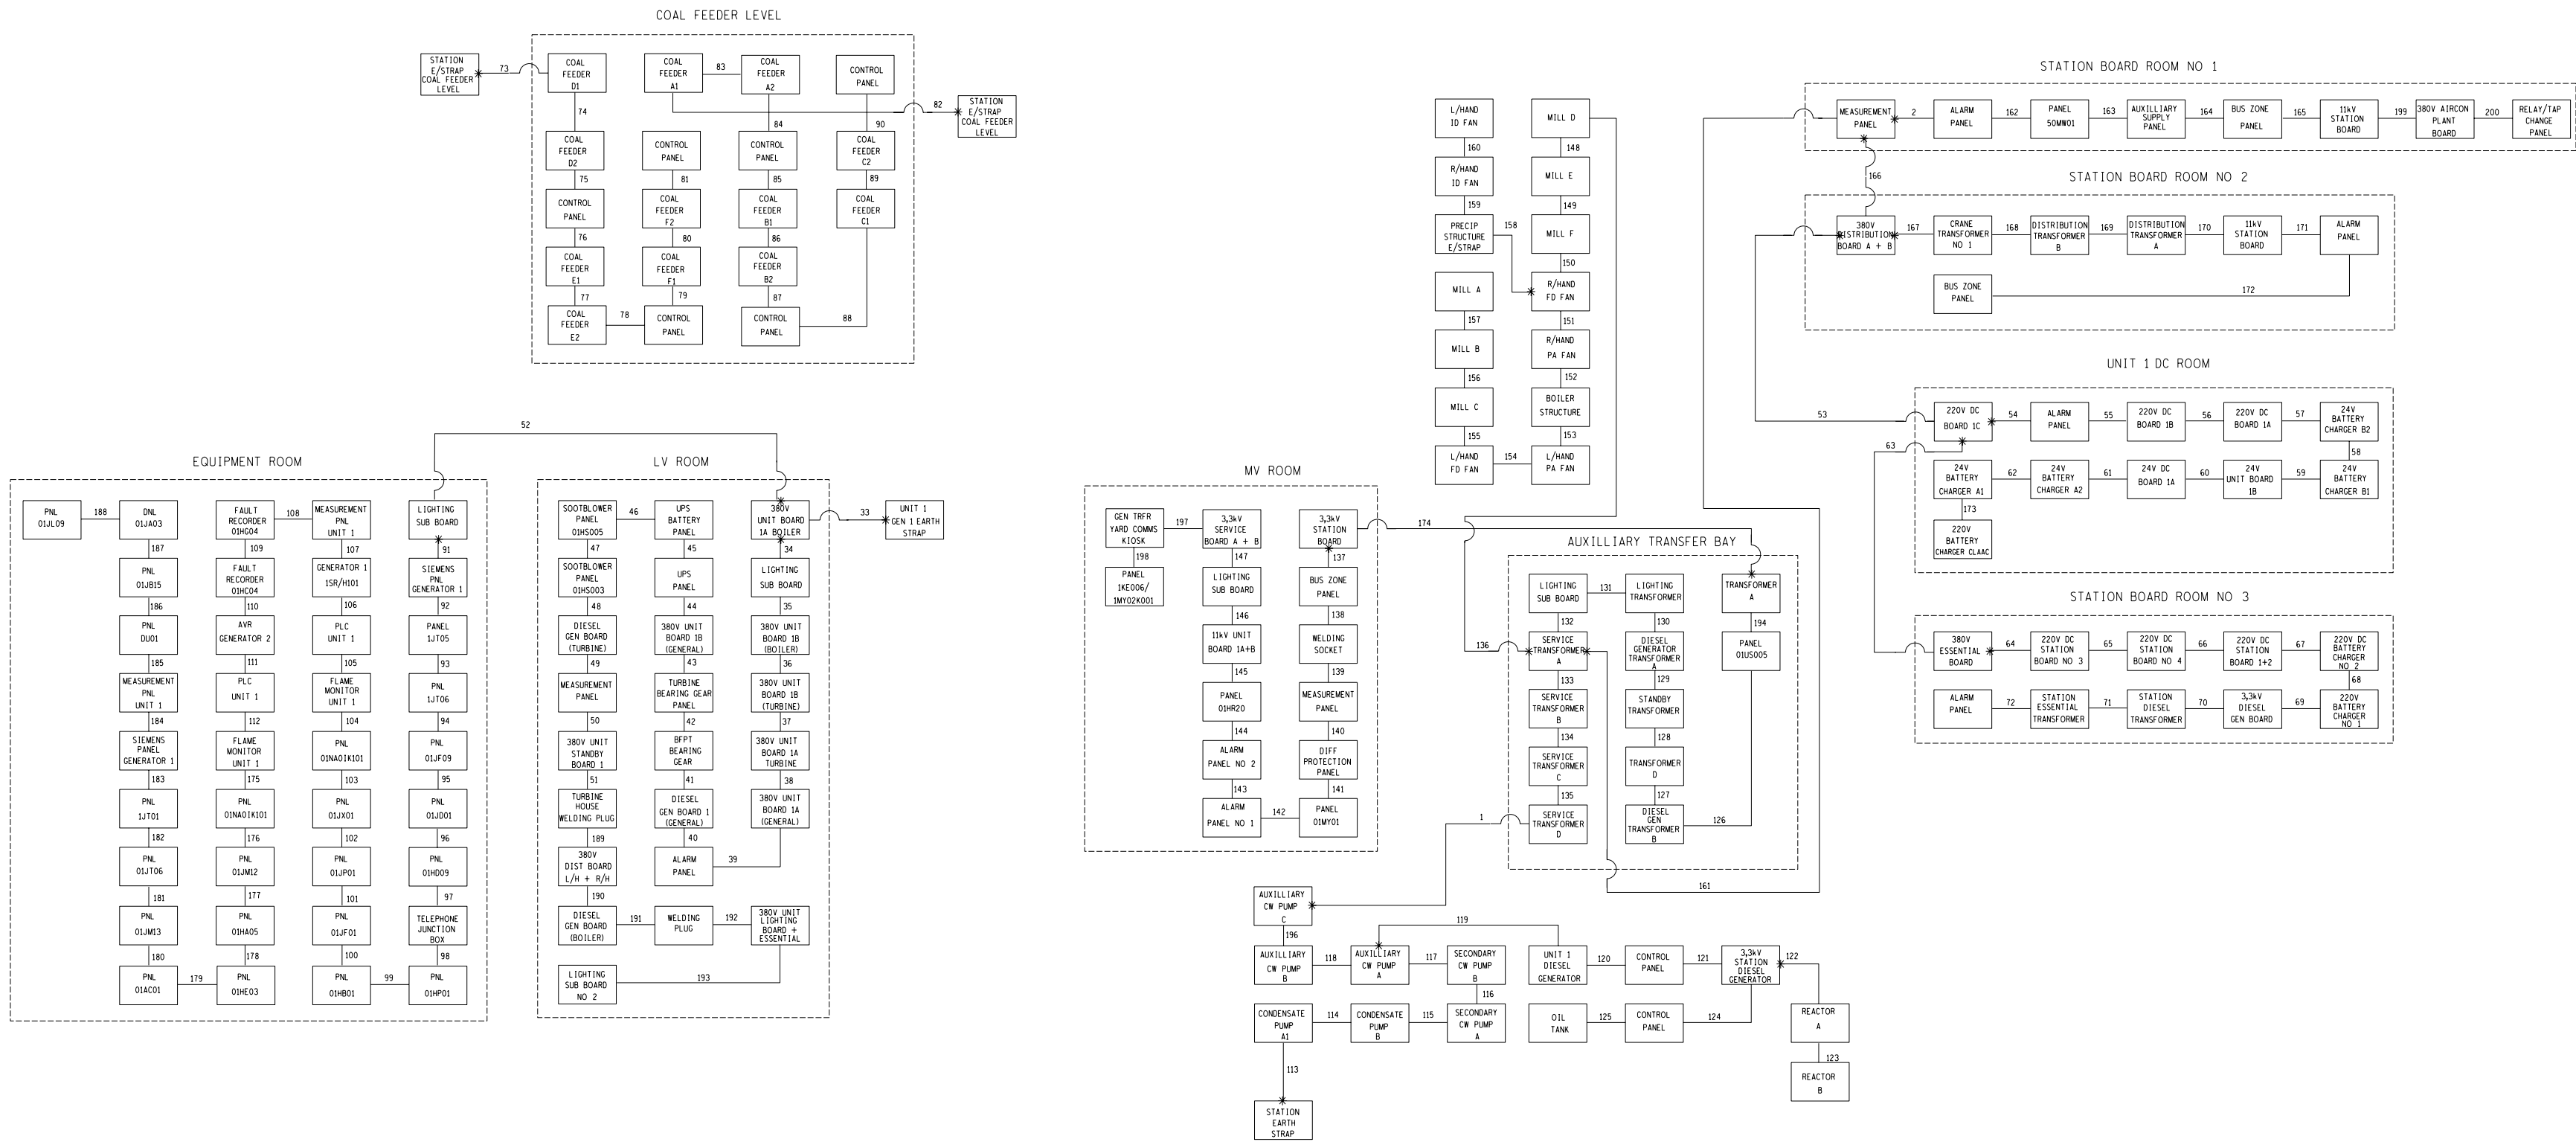 COAL FEEDER LEVEL
STATION
E/STRAP
COAL FEEDER
LEVEL
73
COAL
FEEDER
D1
74
COAL
FEEDER
D2
75
CONTROL
PANEL
76
COAL
FEEDER
E1
77
COAL
FEEDER
E2
78
COAL
FEEDER
A1
83
COAL
FEEDER
A2
CONTROL
PANEL
82
STATION
E/STRAP
COAL FEEDER
LEVEL
CONTROL
PANEL
81
COAL
FEEDER
F2
80
COAL
FEEDER
F1
79
CONTROL
PANEL
84
CONTROL
PANEL
85
COAL
FEEDER
B1
86
COAL
FEEDER
B2
87
CONTROL
PANEL
88
90
COAL
FEEDER
C2
89
COAL
FEEDER
C1
52
EQUIPMENT ROOM
PNL
01JL09
188
DNL
01JA03
187
PNL
01JB15
186
PNL
DU01
185
MEASUREMENT
PNL
UNIT 1
184
SIEMENS
PANEL
GENERATOR 1
183
PNL
1JT01
182
PNL
01JT06
181
PNL
01JM13
180
PNL
01AC01
179
FAULT
RECORDER
01HG04
108
109
FAULT
RECORDER
01HC04
110
AVR
GENERATOR 2
111
PLC
UNIT 1
112
FLAME
MONITOR
UNIT 1
175
PNL
01NA0IK101
176
PNL
01JM12
177
PNL
01HA05
178
PNL
01HE03
MEASUREMENT
PNL
UNIT 1
107
GENERATOR 1
1SR/H101
106
PLC
UNIT 1
105
FLAME
MONITOR
UNIT 1
104
PNL
01NA0IK101
103
PNL
01JX01
102
PNL
01JP01
101
PNL
01JF01
100
PNL
01HB01
99
LIGHTING
SUB BOARD
91
SIEMENS
PNL
GENERATOR 1
92
PANEL
1JT05
93
PNL
1JT06
94
PNL
01JF09
95
PNL
01JD01
96
PNL
01HD09
97
TELEPHONE
JUNCTION
BOX
98
PNL
01HP01
LV ROOM
SOOTBLOWER
PANEL
01HS005
46
47
SOOTBLOWER
PANEL
01HS003
48
DIESEL
GEN BOARD
(TURBINE)
49
MEASUREMENT
PANEL
50
380V UNIT
STANDBY
BOARD 1
51
TURBINE
HOUSE
WELDING PLUG
189
380V
DIST BOARD
L/H + R/H
190
DIESEL
GEN BOARD
(BOILER)
191
WELDING
PLUG
192
380V UNIT
LIGHTING
BOARD +
ESSENTIAL
LIGHTING
SUB BOARD
NO 2
193
UPS
BATTERY
PANEL
45
UPS
PANEL
44
380V UNIT
BOARD 1B
(GENERAL)
43
TURBINE
BEARING GEAR
PANEL
42
BFPT
BEARING
GEAR
41
DIESEL
GEN BOARD 1
(GENERAL)
40
ALARM
PANEL
39
380V
UNIT BOARD
1A BOILER
33
UNIT 1
GEN 1 EARTH
STRAP
34
LIGHTING
SUB BOARD
35
380V UNIT
BOARD 1B
(BOILER)
36
380V UNIT
BOARD 1B
(TURBINE)
37
380V UNIT
BOARD 1A
TURBINE
38
380V UNIT
BOARD 1A
(GENERAL)
L/HAND
ID FAN
160
R/HAND
ID FAN
159
PRECIP
STRUCTURE
E/STRAP
158
MILL A
157
MILL B
156
MILL C
155
L/HAND
FD FAN
154
MILL D
148
MILL E
149
MILL F
150
R/HAND
FD FAN
151
R/HAND
PA FAN
152
BOILER
STRUCTURE
153
L/HAND
PA FAN
MV ROOM
GEN TRFR
YARD COMMS
KIOSK
197
198
PANEL
1KE006/
1MY02K001
3,3kV
SERVICE
BOARD A + B
147
LIGHTING
SUB BOARD
146
11kV UNIT
BOARD 1A+B
145
PANEL
01HR20
144
ALARM
PANEL NO 2
143
ALARM
PANEL NO 1
142
3,3kV
STATION
BOARD
174
137
BUS ZONE
PANEL
138
WELDING
SOCKET
139
MEASUREMENT
PANEL
140
DIFF
PROTECTION
PANEL
141
PANEL
01MY01
AUXILLIARY TRANSFER BAY
LIGHTING
SUB BOARD
131
LIGHTING
TRANSFORMER
TRANSFORMER
A
132
136
SERVICE
TRANSFORMER
A
133
SERVICE
TRANSFORMER
B
134
SERVICE
TRANSFORMER
C
135
SERVICE
TRANSFORMER
D
1
130
DIESEL
GENERATOR
TRANSFORMER
A
129
STANDBY
TRANSFORMER
128
TRANSFORMER
D
127
DIESEL
GEN
TRANSFORMER
B
126
194
PANEL
01US005
161
AUXILLIARY
CW PUMP
C
196
AUXILLIARY
CW PUMP
B
118
AUXILLIARY
CW PUMP
A
117
SECONDARY
CW PUMP
B
116
119
CONDENSATE
PUMP
A1
114
CONDENSATE
PUMP
B
115
SECONDARY
CW PUMP
A
113
STATION
EARTH
STRAP
UNIT 1
DIESEL
GENERATOR
120
CONTROL
PANEL
121
3,3kV
STATION
DIESEL
GENERATOR
122
OIL
TANK
125
CONTROL
PANEL
124
REACTOR
A
123
REACTOR
B
STATION BOARD ROOM NO 1
MEASUREMENT
PANEL
2
ALARM
PANEL
162
PANEL
50MW01
163
AUXILLIARY
SUPPLY
PANEL
164
BUS ZONE
PANEL
165
11kV
STATION
BOARD
199
380V AIRCON
PLANT
BOARD
200
RELAY/TAP
CHANGE
PANEL
166
STATION BOARD ROOM NO 2
380V
DISTRIBUTION
BOARD A + B
167
CRANE
TRANSFORMER
NO 1
168
DISTRIBUTION
TRANSFORMER
B
169
DISTRIBUTION
TRANSFORMER
A
170
11kV
STATION
BOARD
171
ALARM
PANEL
BUS ZONE
PANEL
172
UNIT 1 DC ROOM
53
220V DC
BOARD 1C
54
ALARM
PANEL
55
220V DC
BOARD 1B
56
220V DC
BOARD 1A
57
24V
BATTERY
CHARGER B2
63
58
24V
BATTERY
CHARGER A1
62
24V
BATTERY
CHARGER A2
61
24V DC
BOARD 1A
60
24V
UNIT BOARD
1B
59
24V
BATTERY
CHARGER B1
173
220V
BATTERY
CHARGER CLAAC
STATION BOARD ROOM NO 3
380V
ESSENTIAL
BOARD
64
220V DC
STATION
BOARD NO 3
65
220V DC
STATION
BOARD NO 4
66
220V DC
STATION
BOARD 1+2
67
220V DC
BATTERY
CHARGER
NO 2
68
ALARM
PANEL
72
STATION
ESSENTIAL
TRANSFORMER
71
STATION
DIESEL
TRANSFORMER
70
3,3kV
DIESEL
GEN BOARD
69
220V
BATTERY
CHARGER
NO 1